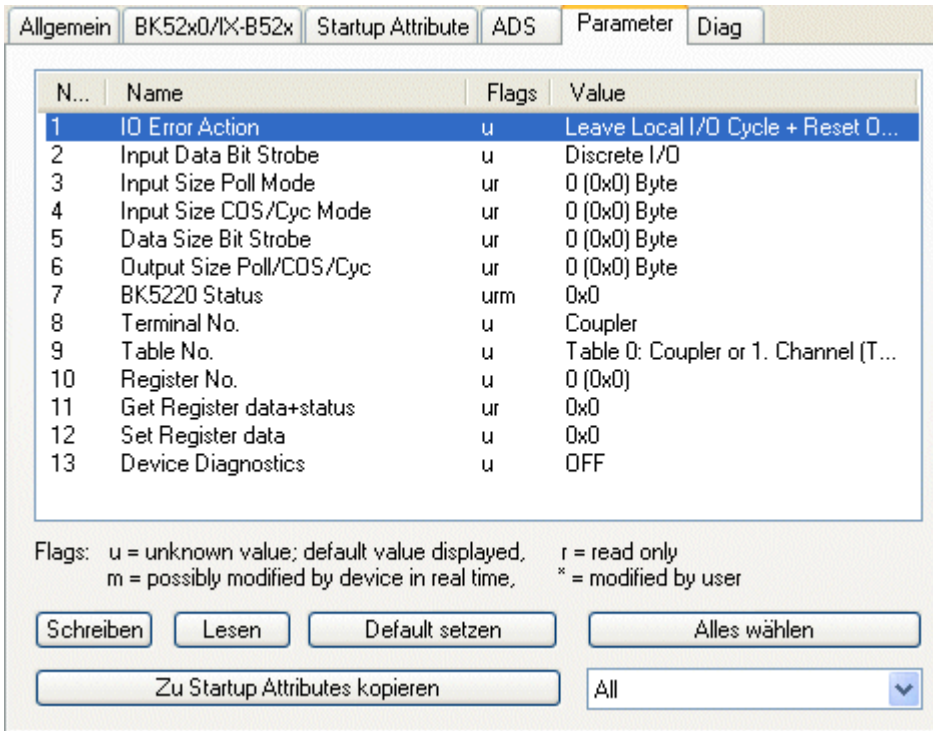 Allgemein BK52x0/IX-B52x Startup Attribute ADS Parameter Diag
N... Name Flags Value
1 IO Error Action u Leave Local I/O Cycle + Reset O...
2 Input Data Bit Strobe u Discrete I/O
3 Input Size Poll Mode ur 0 (0x0) Byte
4 Input Size COS/Cyc Mode ur 0 (0x0) Byte
5 Data Size Bit Strobe ur 0 (0x0) Byte
6 Output Size Poll/COS/Cyc ur 0 (0x0) Byte
7 BK5220 Status urm 0x0
8 Terminal No. u Coupler
9 Table No. u Table 0: Coupler or 1. Channel (T...
10 Register No. u 0 (0x0)
11 Get Register data+status ur 0x0
12 Set Register data u 0x0
13 Device Diagnostics u OFF
Flags: u = unknown value; default value displayed, r = read only
m = possibly modified by device in real time, * = modified by user
Schreiben Lesen Default setzen Alles wählen
Zu Startup Attributes kopieren All